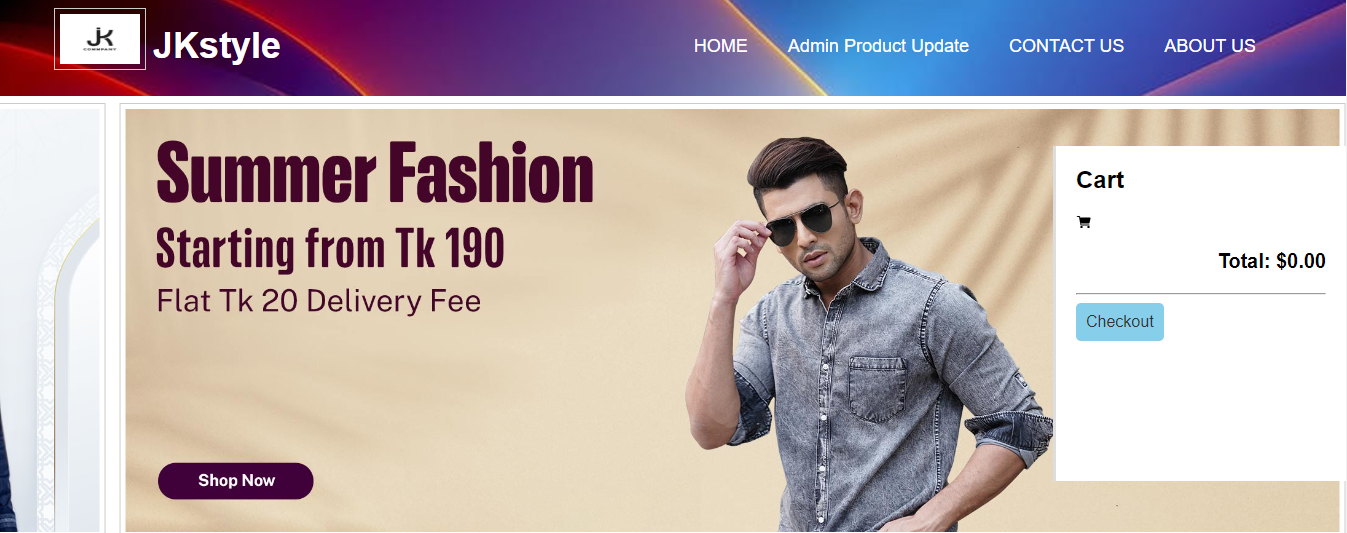 JK
COMMPANY
JKstyle
HOME
Admin Product Update
CONTACT US
ABOUT US
Summer Fashion
Starting from Tk 190
Flat Tk 20 Delivery Fee
Shop Now
Cart
Total: $0.00
Checkout